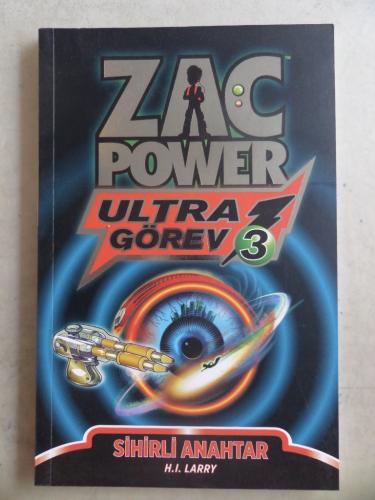 ZAC
POWER
ULTRA
GÖREV 3
SİHİRLİ ANAHTAR
H.I. LARRY